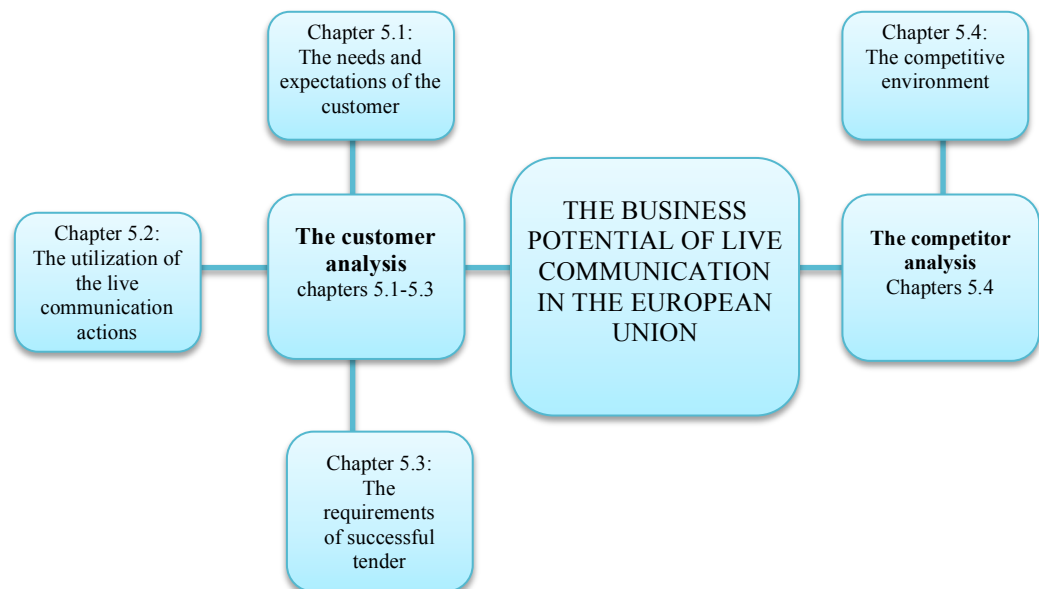 Chapter 5.1:
The needs and
expectations of the
customer
Chapter 5.4:
The competitive
environment
Chapter 5.2:
The utilization of
the live
communication
actions
The customer
analysis
chapters 5.1-5.3
THE BUSINESS
POTENTIAL OF LIVE
COMMUNICATION
IN THE EUROPEAN
UNION
The competitor
analysis
Chapters 5.4
Chapter 5.3:
The
requirements
of successful
tender